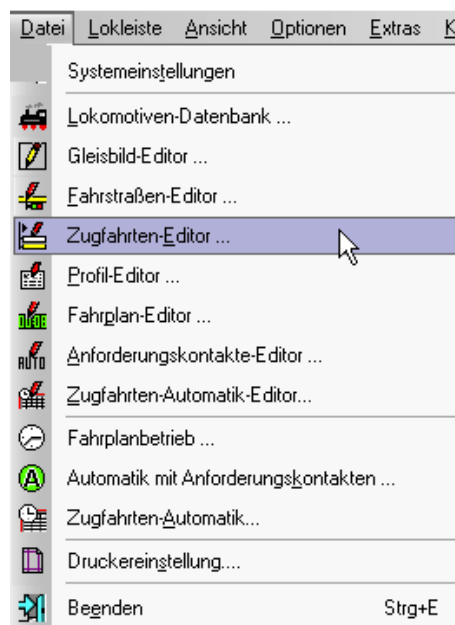 Datei Lokleiste Ansicht Optionen Extras K
Systemeinstellungen
Lokomotiven-Datenbank ...
Gleisbild-Editor ...
Fahrstraßen-Editor ...
Zugfahrten-Editor ...
Profil-Editor ...
Fahrplan-Editor ...
AUTO Anforderungskontakte-Editor ...
Zugfahrten-Automatik-Editor...
Fahrplanbetrieb ...
A Automatik mit Anforderungskontakten ...
Zugfahrten-Automatik...
Druckereinstellung....
Beenden Strg+E